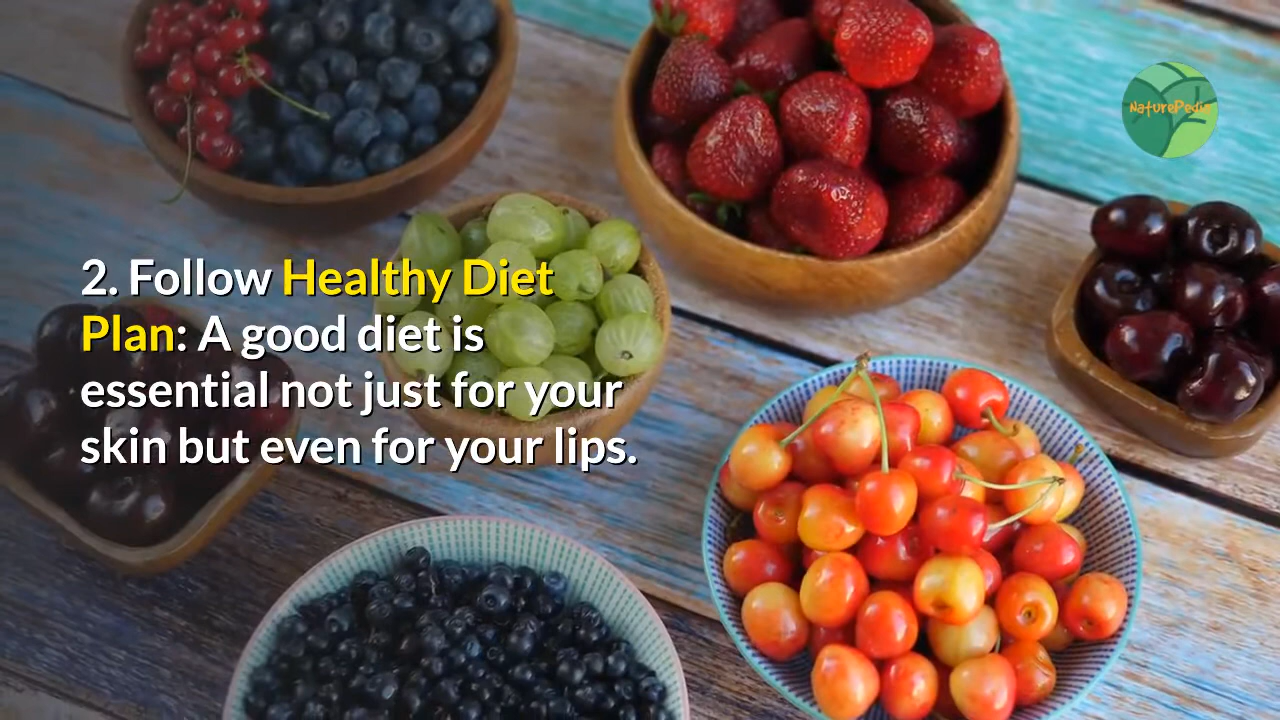 NaturePedia
2. Follow Healthy Diet
Plan: A good diet is
essential not just for your
skin but even for your lips.